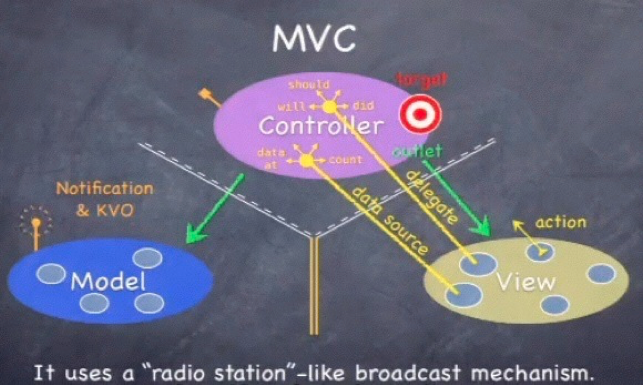 MVC
should
target
will
did
Controller
data
at
count
outlet
Notification
& KVO
data source
delegate
action
Model
View
It uses a “radio station”-like broadcast mechanism.